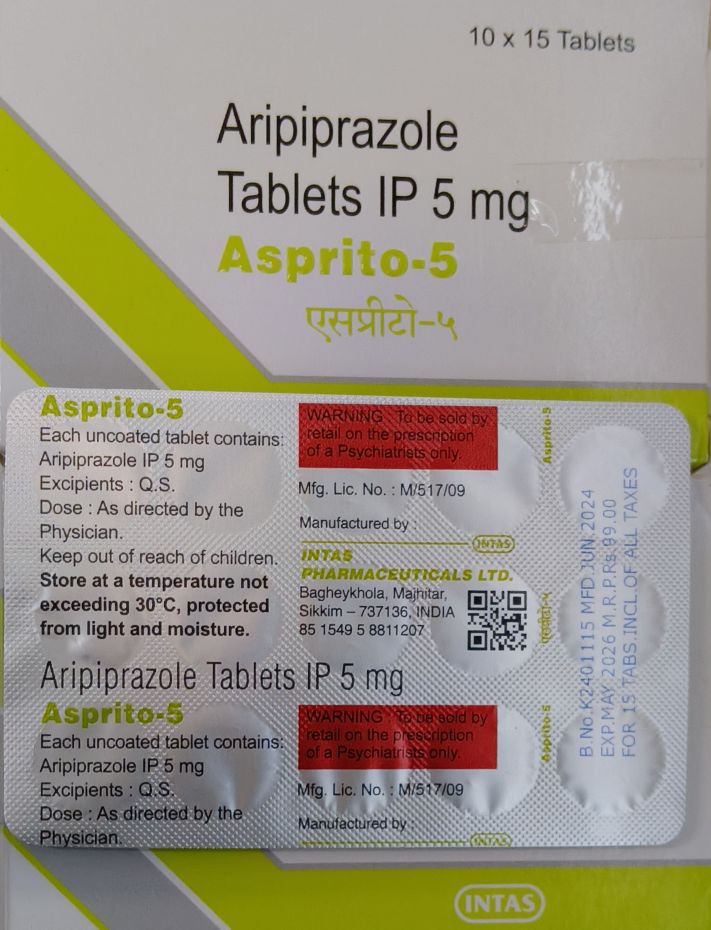 10 x 15 Tablets
Aripiprazole
Tablets IP 5 mg
Asprito-5
एसप्रीटो-५
Asprito-5
Each uncoated tablet contains:
Aripiprazole IP 5 mg
Excipients : Q.S.
Dose : As directed by the
Physician.
Keep out of reach of children.
Store at a temperature not
exceeding 30°C, protected
from light and moisture.
WARNING : To be sold by
retail on the prescription
of a Psychiatrists only.
Mfg. Lic. No. : M/517/09
Manufactured by :
INTAS
INTAS
PHARMACEUTICALS LTD.
Bagheykhola, Majhitar,
Sikkim – 737136, INDIA
85 1549 5 8811207
Asprito-5
एसप्रीटो-५
Asprito-5
B.No.K2401115 MFD.JUN.2024
EXP.MAY 2026 M.R.P.Rs.99.00
FOR 15 TABS.INCL.OF ALL TAXES
Aripiprazole Tablets IP 5 mg
Asprito-5
Each uncoated tablet contains:
Aripiprazole IP 5 mg
Excipients : Q.S.
Dose : As directed by the
Physician.
WARNING : To be sold by
retail on the prescription
of a Psychiatrists only.
Mfg. Lic. No. : M/517/09
Manufactured by :
INTAS
INTAS